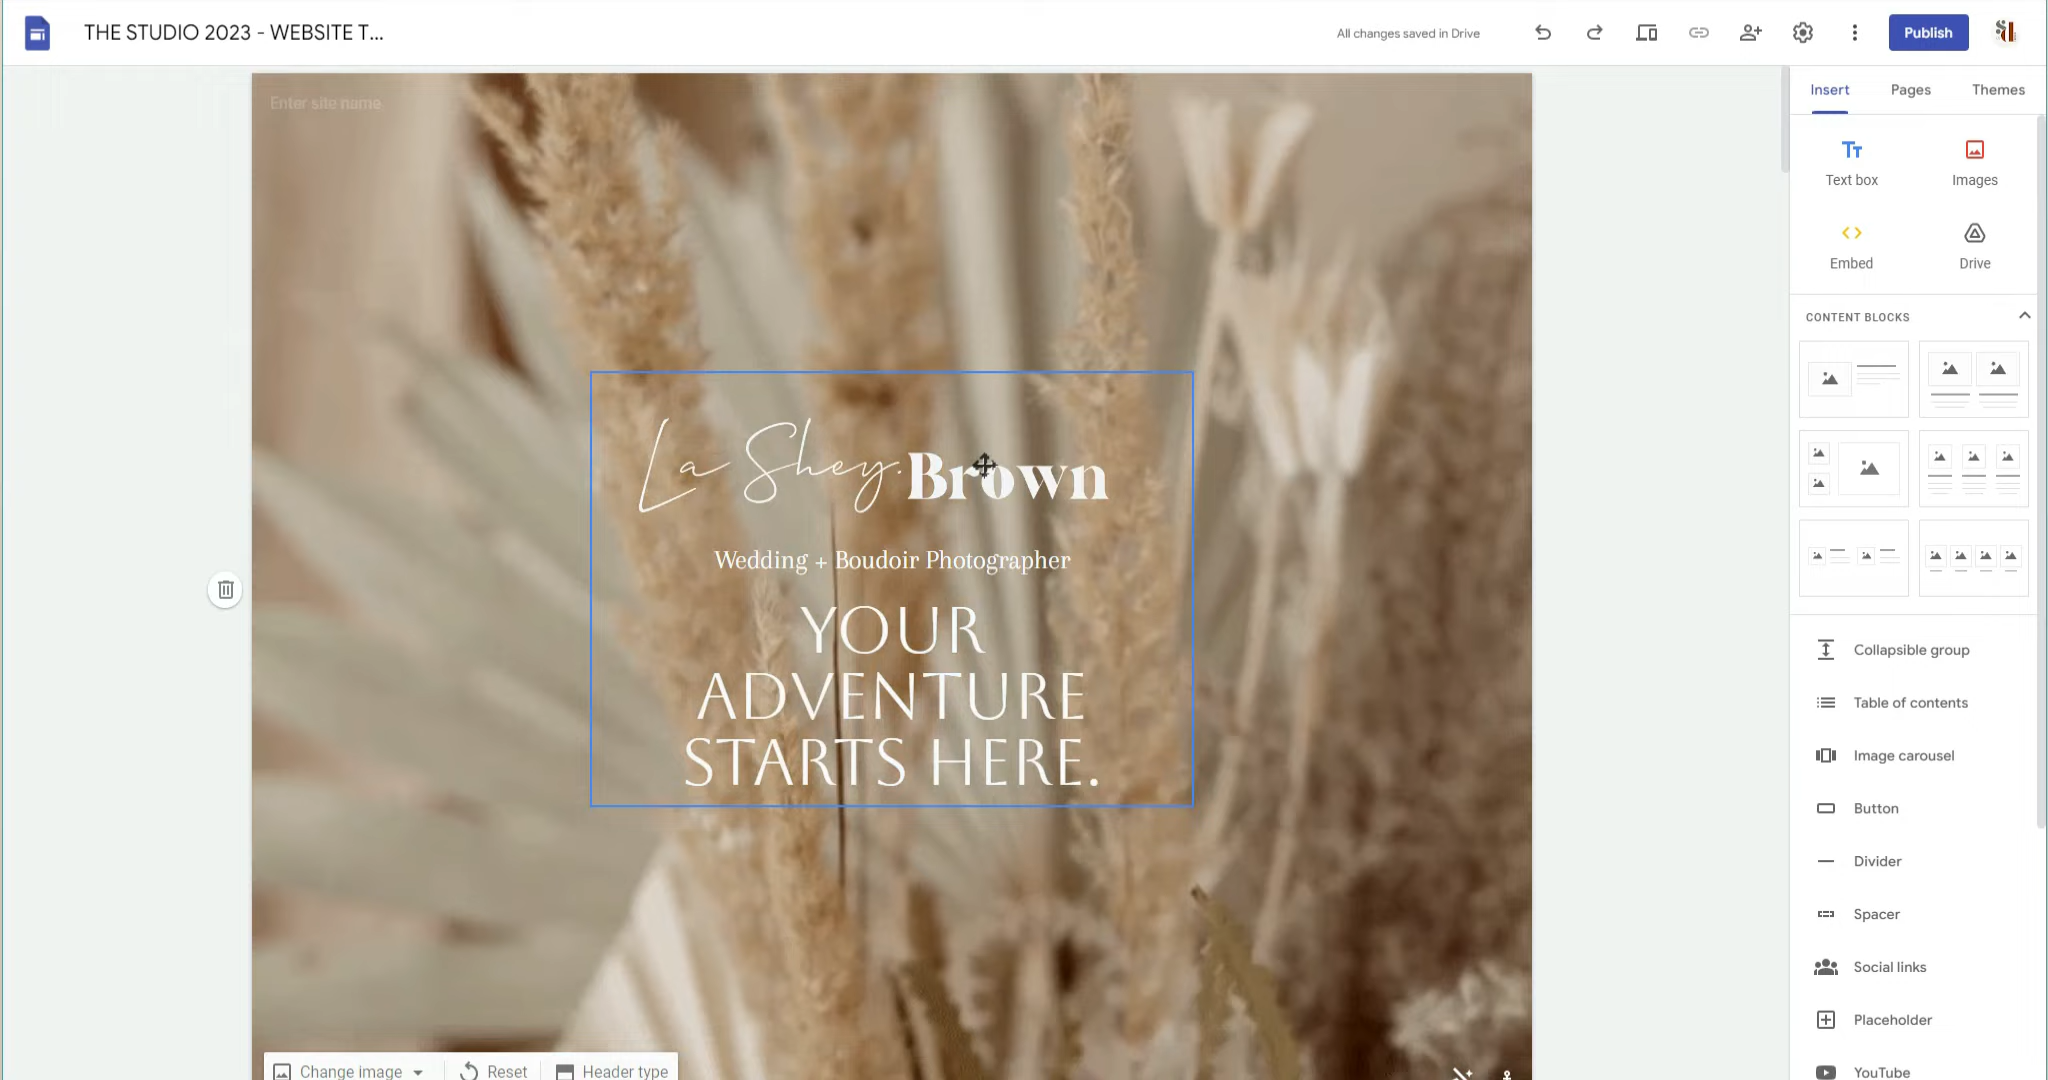 THE STUDIO 2023 - WEBSITE T...
All changes saved in Drive
Publish
Insert
Pages
Themes
Enter site name
Text box
Images
Embed
Drive
CONTENT BLOCKS
La Shey.
Brown
Wedding + Boudoir Photographer
YOUR
ADVENTURE
STARTS HERE.
Collapsible group
Table of contents
Image carousel
Button
Divider
Spacer
Social links
Placeholder
YouTube
Change image
Reset
Header type